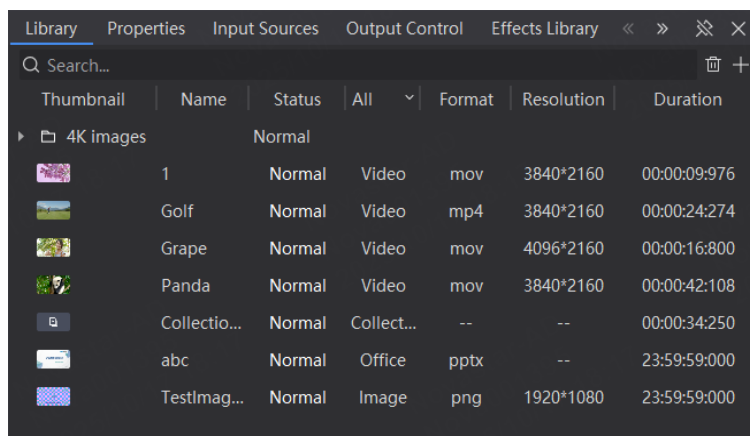 Library Properties Input Sources Output Control Effects Library
Search...
Thumbnail Name Status All Format Resolution Duration
4K images Normal
1 Normal Video mov 3840*2160 00:00:09:976
Golf Normal Video mp4 3840*2160 00:00:24:274
Grape Normal Video mov 4096*2160 00:00:16:800
Panda Normal Video mov 3840*2160 00:00:42:108
Collectio... Normal Collect... -- -- 00:00:34:250
abc Normal Office pptx -- 23:59:59:000
TestImag... Normal Image png 1920*1080 23:59:59:000